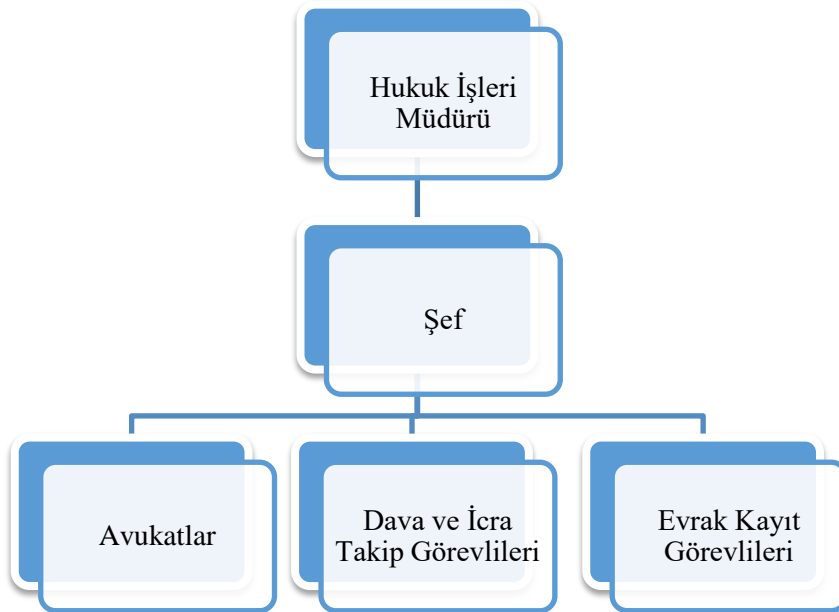 Hukuk İşleri
Müdürü
Şef
Avukatlar
Dava ve İcra
Takip Görevlileri
Evrak Kayıt
Görevlileri